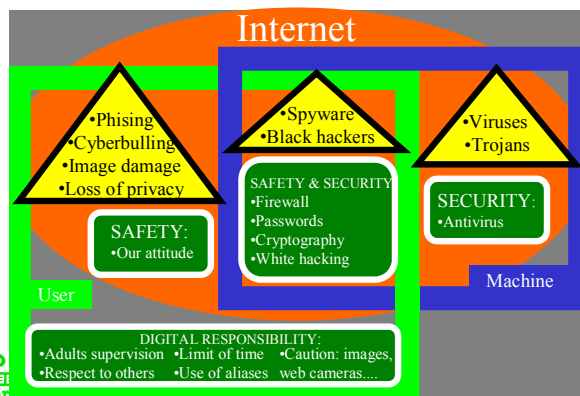 Internet
•Phising
•Cyberbulling
•Image damage
•Loss of privacy
•Spyware
•Black hackers
•Viruses
•Trojans
SAFETY:
•Our attitude
SAFETY & SECURITY
•Firewall
•Passwords
•Cryptography
•White hacking
SECURITY:
•Antivirus
User
Machine
DIGITAL RESPONSIBILITY:
•Adults supervision •Limit of time •Caution: images,
•Respect to others •Use of aliases web cameras....